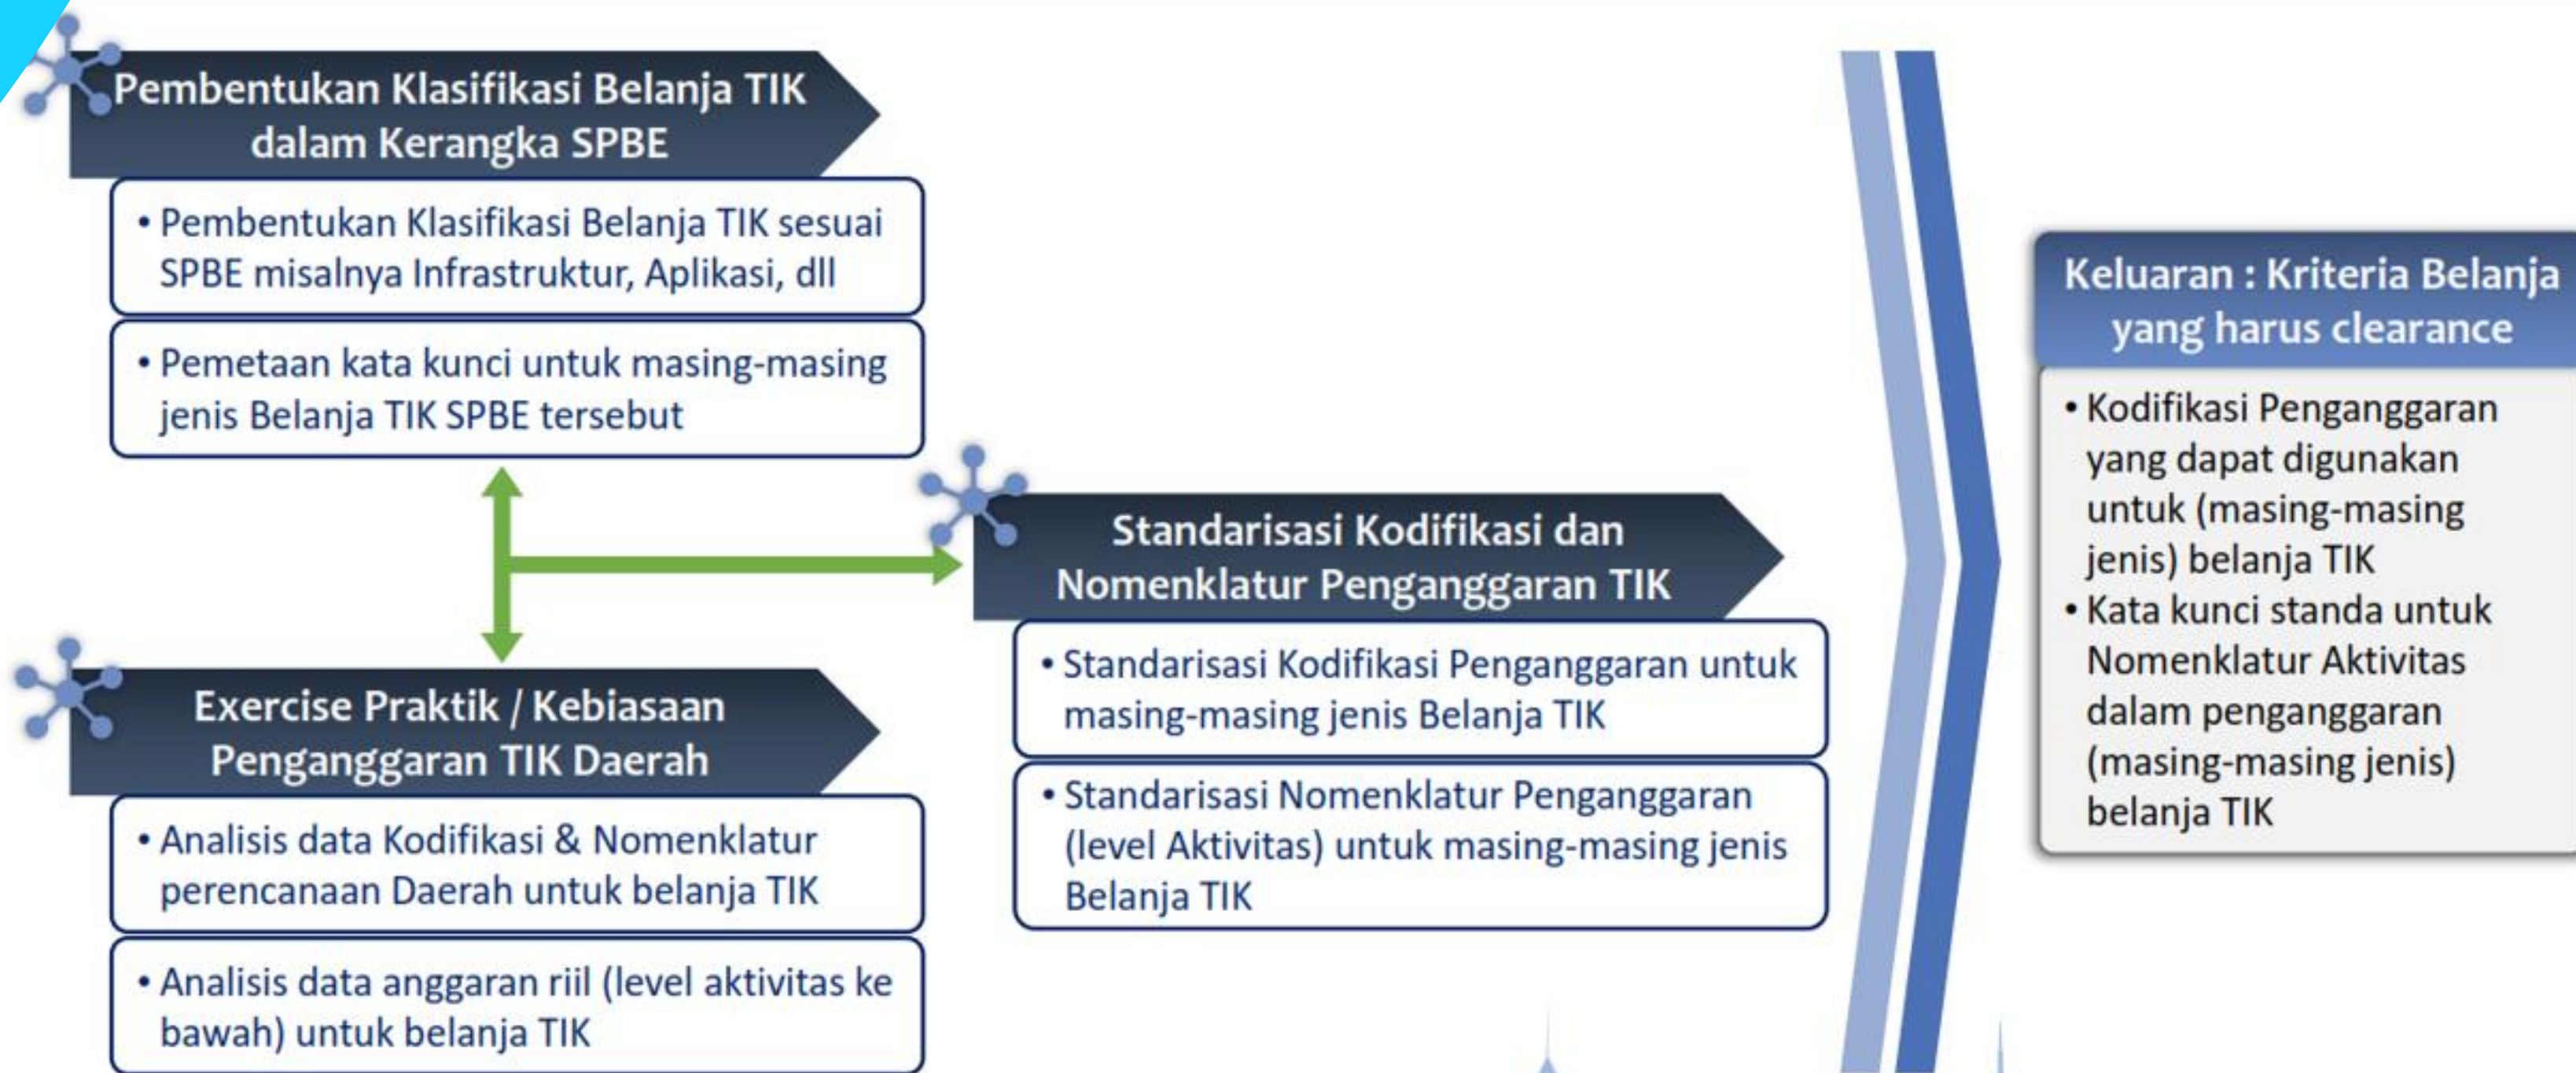 Pembentukan Klasifikasi Belanja TIK
dalam Kerangka SPBE
• Pembentukan Klasifikasi Belanja TIK sesuai
SPBE misalnya Infrastruktur, Aplikasi, dll
• Pemetaan kata kunci untuk masing-masing
jenis Belanja TIK SPBE tersebut
Exercise Praktik / Kebiasaan
Penganggaran TIK Daerah
• Analisis data Kodifikasi & Nomenklatur
perencanaan Daerah untuk belanja TIK
• Analisis data anggaran riil (level aktivitas ke
bawah) untuk belanja TIK
Standarisasi Kodifikasi dan
Nomenklatur Penganggaran TIK
• Standarisasi Kodifikasi Penganggaran untuk
masing-masing jenis Belanja TIK
• Standarisasi Nomenklatur Penganggaran
(level Aktivitas) untuk masing-masing jenis
Belanja TIK
Keluaran : Kriteria Belanja
yang harus clearance
• Kodifikasi Penganggaran
yang dapat digunakan
untuk (masing-masing
jenis) belanja TIK
• Kata kunci standa untuk
Nomenklatur Aktivitas
dalam penganggaran
(masing-masing jenis)
belanja TIK